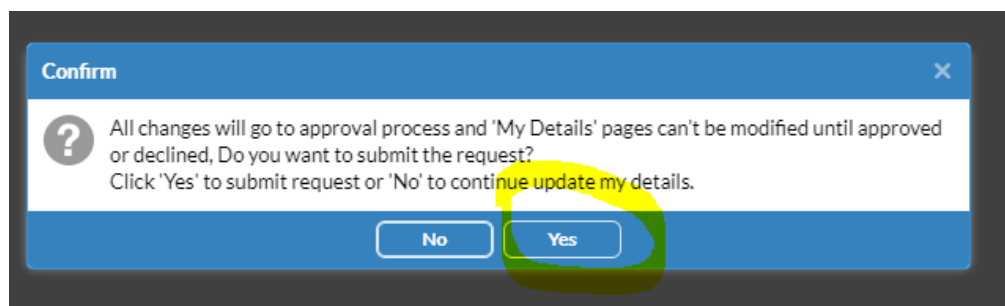 Confirm
All changes will go to approval process and 'My Details' pages can't be modified until approved
or declined, Do you want to submit the request?
Click 'Yes' to submit request or 'No' to continue update my details.
No
Yes